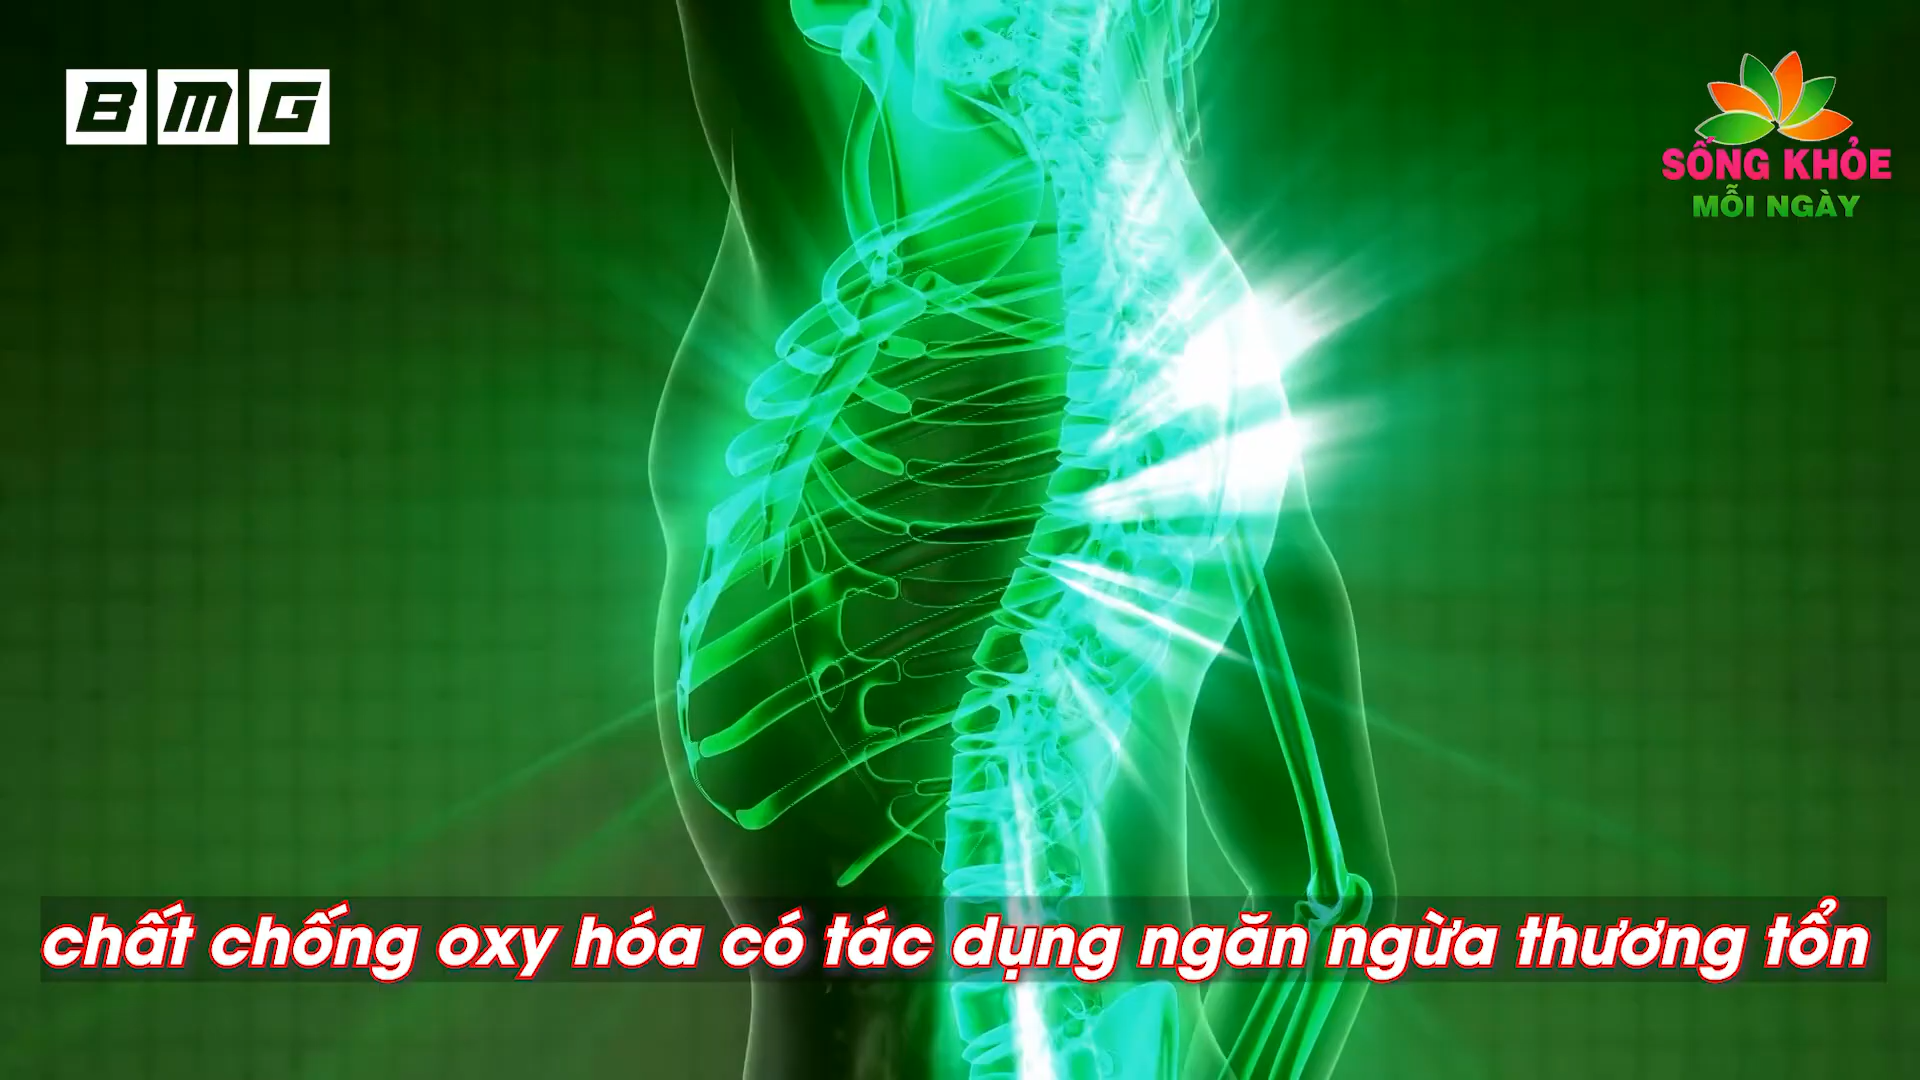 BMG
SỐNG KHỎE
MỖI NGÀY
chất chống oxy hóa có tác dụng ngăn ngừa thương tổn